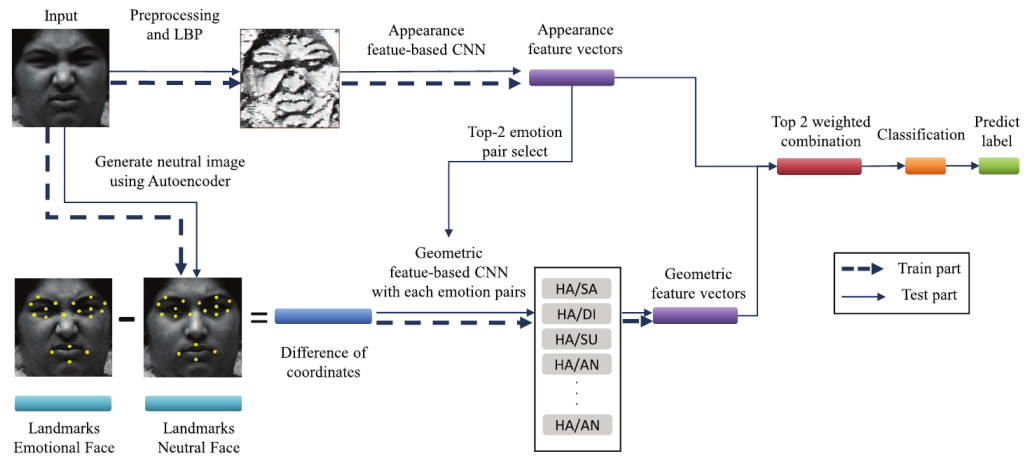 Input
Preprocessing
and LBP
Appearance
featue-based CNN
Appearance
feature vectors
Top-2 emotion
pair select
Generate neutral image
using Autoencoder
Top 2 weighted
combination
Classification
Predict
label
Geometric
featue-based CNN
with each emotion pairs
HA/SA
HA/DI
HA/SU
HA/AN
.
.
.
HA/AN
Geometric
feature vectors
Train part
Test part
-
=
Difference of
coordinates
Landmarks
Emotional Face
Landmarks
Neutral Face